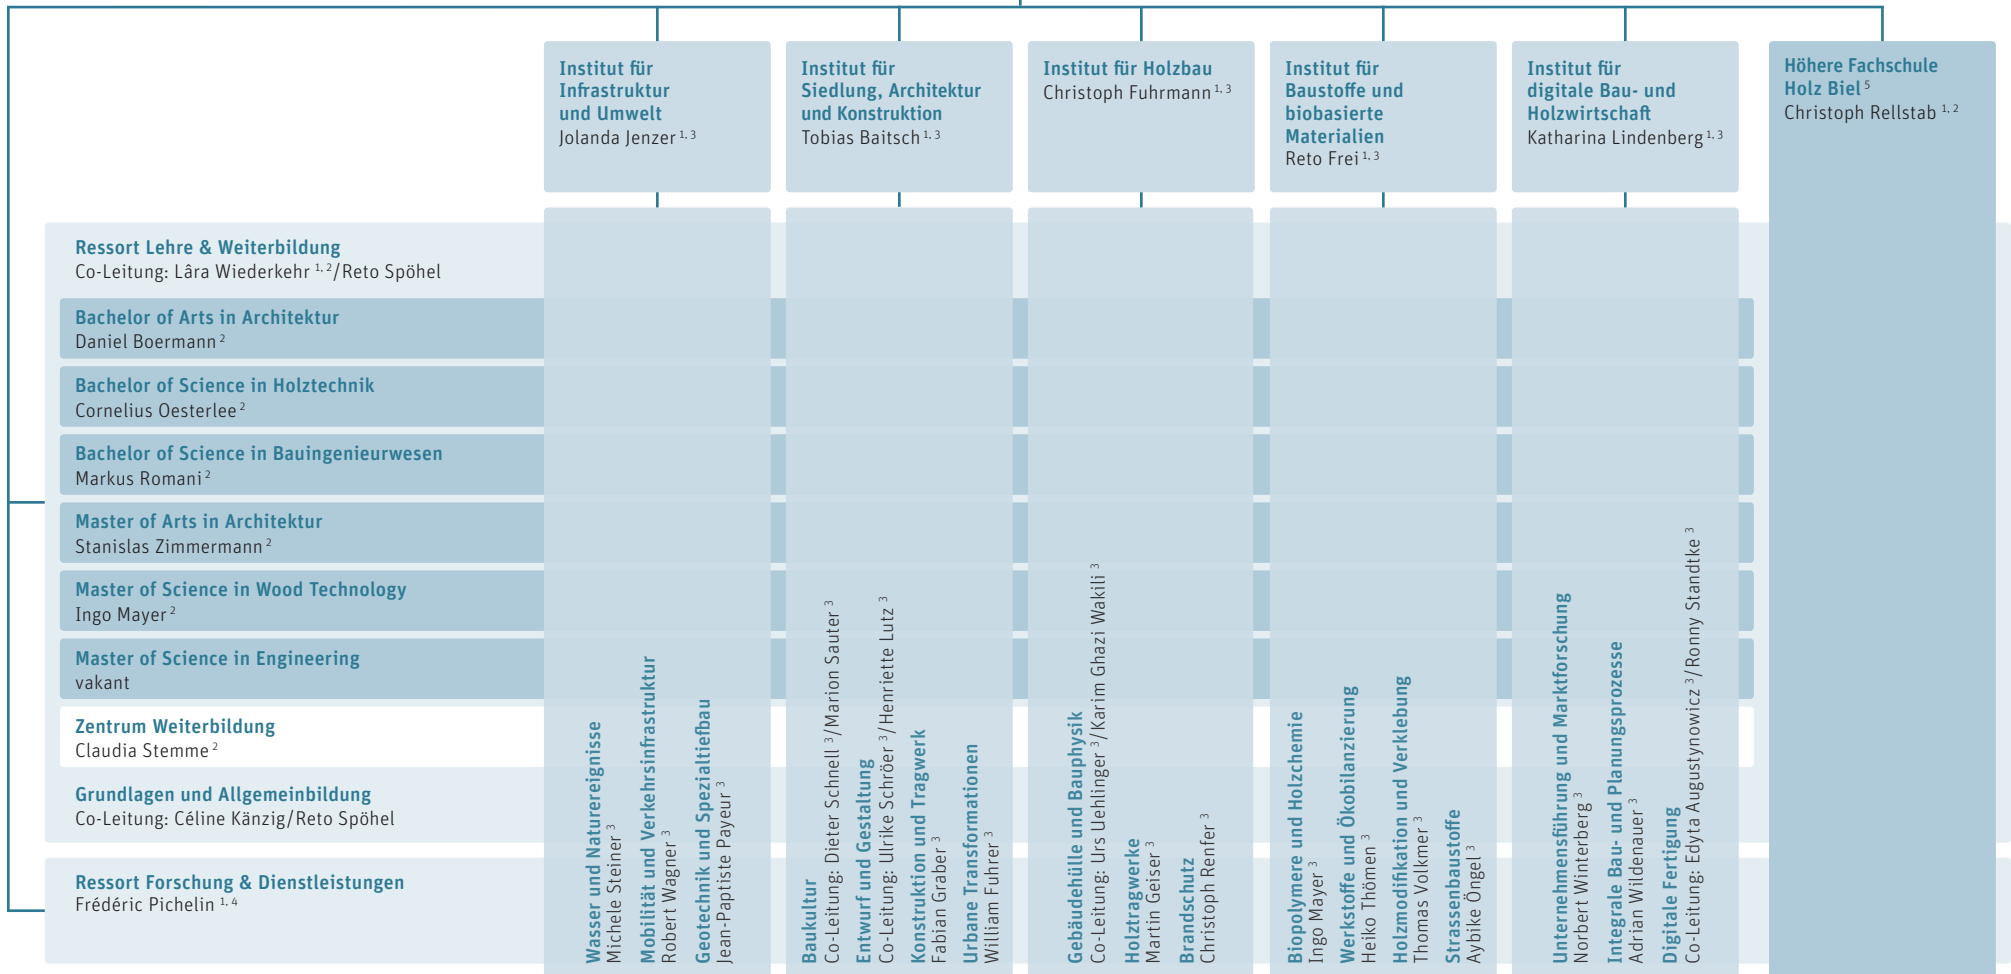 Institut für
Infrastruktur
und Umwelt
Jolanda Jenzer 1, 3
Institut für
Siedlung, Architektur
und Konstruktion
Tobias Baitsch 1, 3
Institut für Holzbau
Christoph Fuhrmann 1, 3
Institut für
Baustoffe und
biobasierte
Materialien
Reto Frei 1, 3
Institut für
digitale Bau- und
Holzwirtschaft
Katharina Lindenberg 1, 3
Höhere Fachschule
Holz Biel 5
Christoph Rellstab 1, 2
Ressort Lehre & Weiterbildung
Co-Leitung: Lâra Wiederkehr 1, 2/Reto Spöhel
Bachelor of Arts in Architektur
Daniel Boermann 2
Bachelor of Science in Holztechnik
Cornelius Oesterlee 2
Bachelor of Science in Bauingenieurwesen
Markus Romani 2
Master of Arts in Architektur
Stanislas Zimmermann 2
Master of Science in Wood Technology
Ingo Mayer 2
Master of Science in Engineering
vakant
Zentrum Weiterbildung
Claudia Stemme 2
Grundlagen und Allgemeinbildung
Co-Leitung: Céline Känzig/Reto Spöhel
Ressort Forschung & Dienstleistungen
Frédéric Pichelin 1, 4
Wasser und Naturereignisse
Michele Steiner 3
Mobilität und Verkehrsinfrastruktur
Robert Wagner 3
Geotechnik und Spezialtiefbau
Jean-Paptiste Payeur 3
Baukultur
Co-Leitung: Dieter Schnell 3/Marion Sauter 3
Entwurf und Gestaltung
Co-Leitung: Ulrike Schröer 3/Henriette Lutz 3
Konstruktion und Tragwerk
Fabian Graber 3
Urbane Transformationen
William Fuhrer 3
Gebäudehülle und Bauphysik
Co-Leitung: Urs Uehlinger 3/Karim Ghazi Wakili 3
Holztragwerke
Martin Geiser 3
Brandschutz
Christoph Renfer 3
Biopolymere und Holzchemie
Ingo Mayer 3
Werkstoffe und Ökobilanzierung
Heiko Thömen 3
Holzmodifikation und Verklebung
Thomas Volkmer 3
Strassenbaustoffe
Aybike Öngel 3
Unternehmensführung und Marktforschung
Norbert Winterberg 3
Integrale Bau- und Planungsprozesse
Adrian Wildenauer 3
Digitale Fertigung
Co-Leitung: Edyta Augustynowicz 3/Ronny Standtke 3